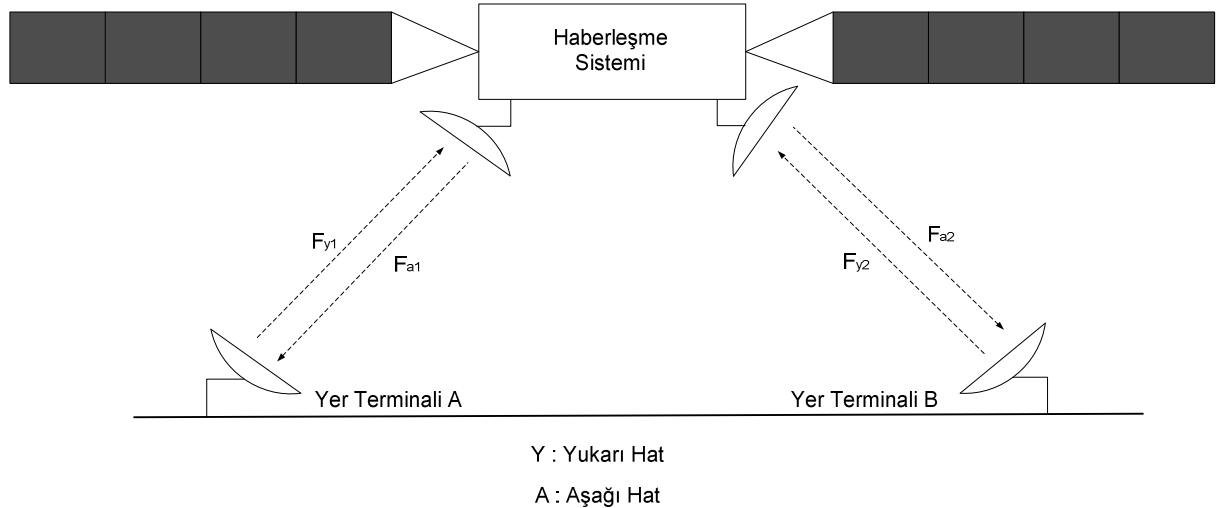 Haberleşme
Sistemi
Fy1
Fa1
Fa2
Fy2
Yer Terminali A
Yer Terminali B
Y : Yukarı Hat
A : Aşağı Hat